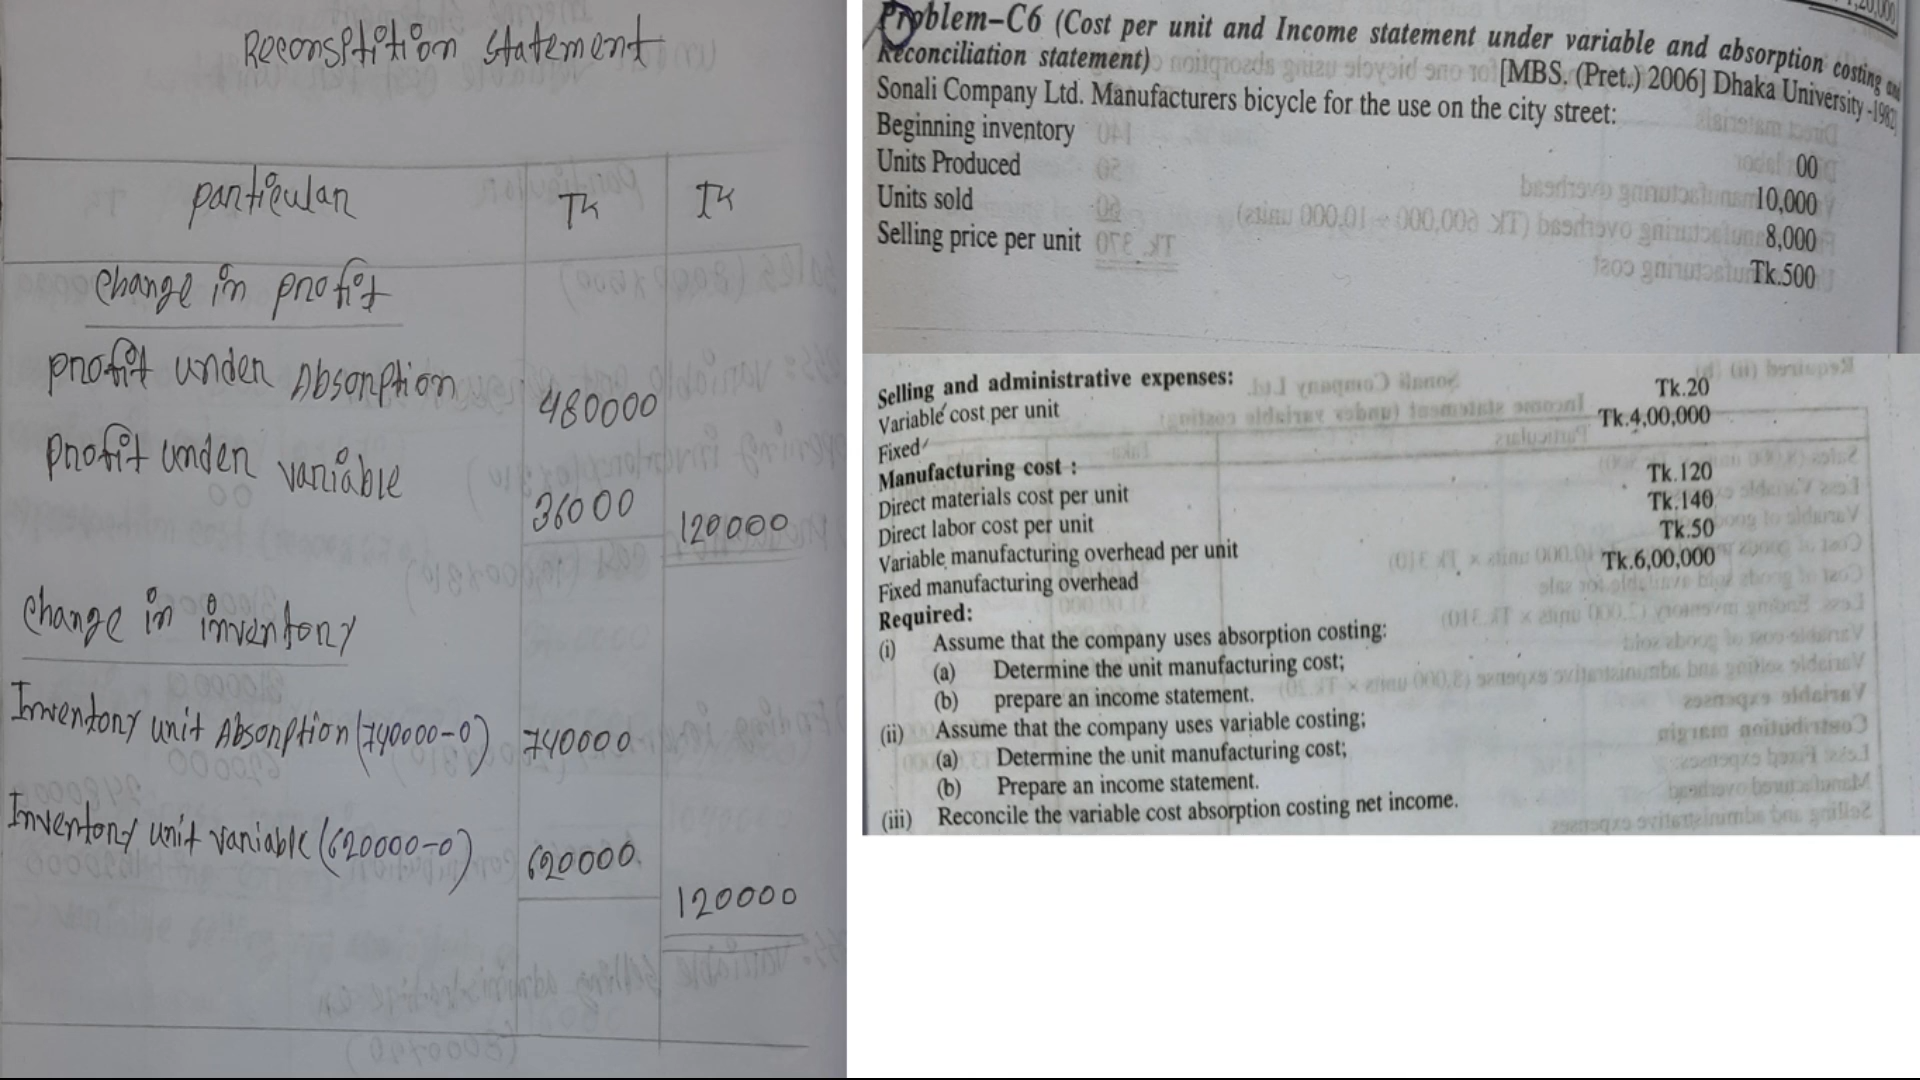 Reconsptition statement
particular Tk Tk
change in profit
profit under Absorption 480000
profit under variable 36000 120000
change in inventory
Inventory unit Absorption (740000-0) 740000
Inventory unit variable (620000-0) 620000
120000
Problem-C6 (Cost per unit and Income statement under variable and absorption costing and
Reconciliation statement) [MBS. (Pret.) 2006] Dhaka University -1982]
Sonali Company Ltd. Manufacturers bicycle for the use on the city street:
Beginning inventory 00
Units Produced 10,000
Units sold 8,000
Selling price per unit Tk.500
Selling and administrative expenses:
Variable cost per unit Tk.20
Fixed Tk.4,00,000
Manufacturing cost :
Direct materials cost per unit Tk.120
Direct labor cost per unit Tk.140
Variable manufacturing overhead per unit Tk.50
Fixed manufacturing overhead Tk.6,00,000
Required:
(i) Assume that the company uses absorption costing:
(a) Determine the unit manufacturing cost;
(b) prepare an income statement.
(ii) Assume that the company uses variable costing;
(a) Determine the unit manufacturing cost;
(b) Prepare an income statement.
(iii) Reconcile the variable cost absorption costing net income.